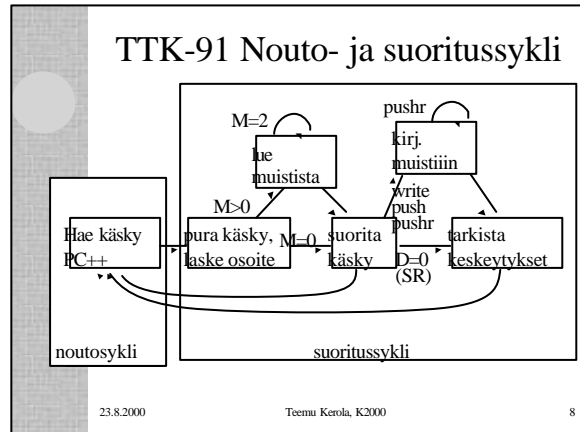 TTK-91 Nouto- ja suoritussykli
pushr
M=2
kirj.
muistiiin
lue
muistista
write
push
pushr
M>0
Hae käsky
PC++
pura käsky,
laske osoite
M=0
suorita
käsky
D=0
(SR)
tarkista
keskeytykset
noutosykli
suoritussykli
23.8.2000
Teemu Kerola, K2000
8